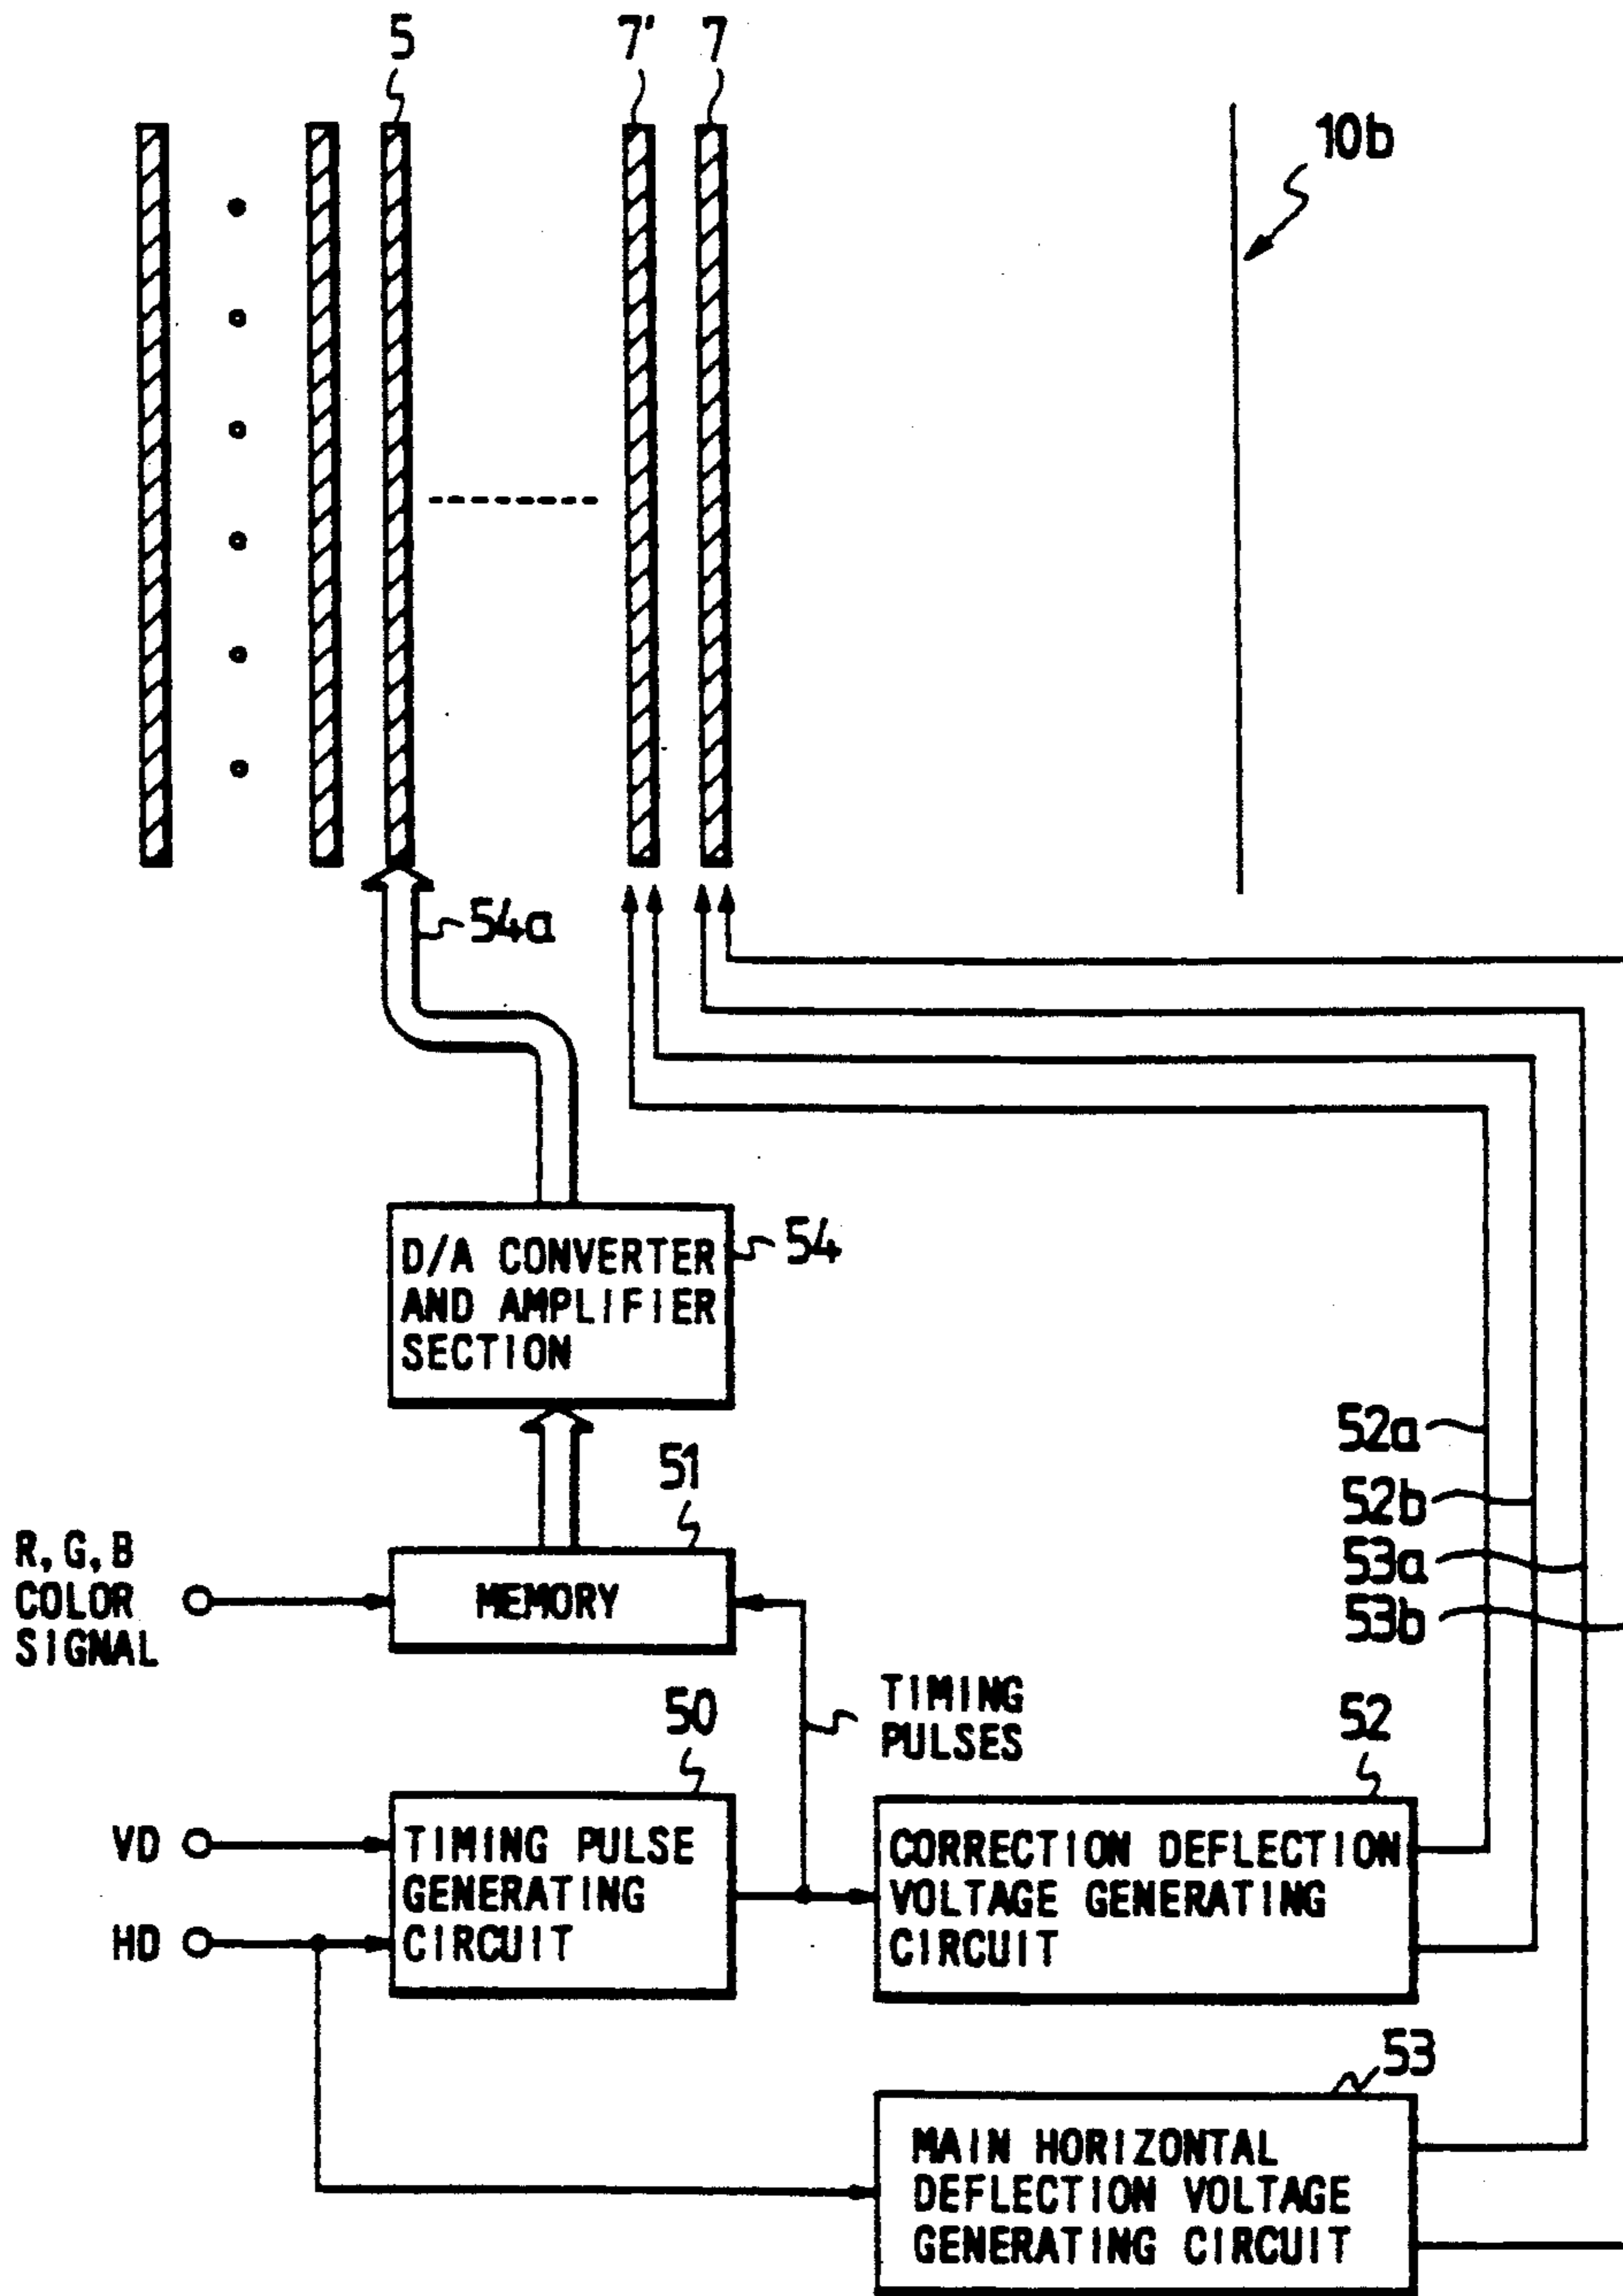 5
7'
7
10b
54a
D/A CONVERTER
AND AMPLIFIER
SECTION
54
52a
51
52b
R, G, B
COLOR
SIGNAL
MEMORY
53a
53b
TIMING
PULSES
50
52
VD
HD
TIMING PULSE
GENERATING
CIRCUIT
CORRECTION DEFLECTION
VOLTAGE GENERATING
CIRCUIT
53
MAIN HORIZONTAL
DEFLECTION VOLTAGE
GENERATING CIRCUIT